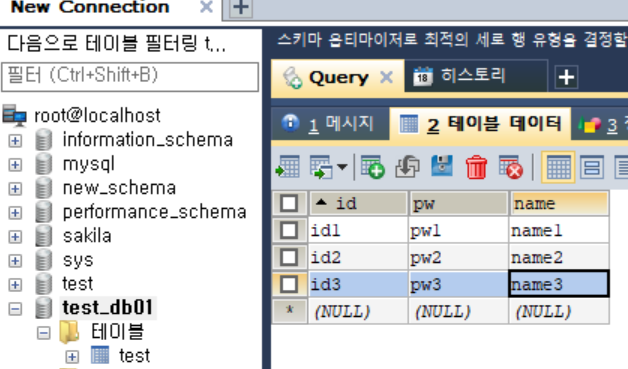 New Connection
다음으로 테이블 필터링 t,,,
필터 (Ctrl+Shift+B)
root@localhost
information_schema
mysql
new_schema
performance_schema
sakila
sys
test
test_db01
테이블
test
스키마 옵티마이저로 최적의 세로 행 유형을 결정할
Query
히스토리
1 메시지
2 테이블 데이터
3
id pw name
id1 pw1 name1
id2 pw2 name2
id3 pw3 name3
* (NULL) (NULL) (NULL)